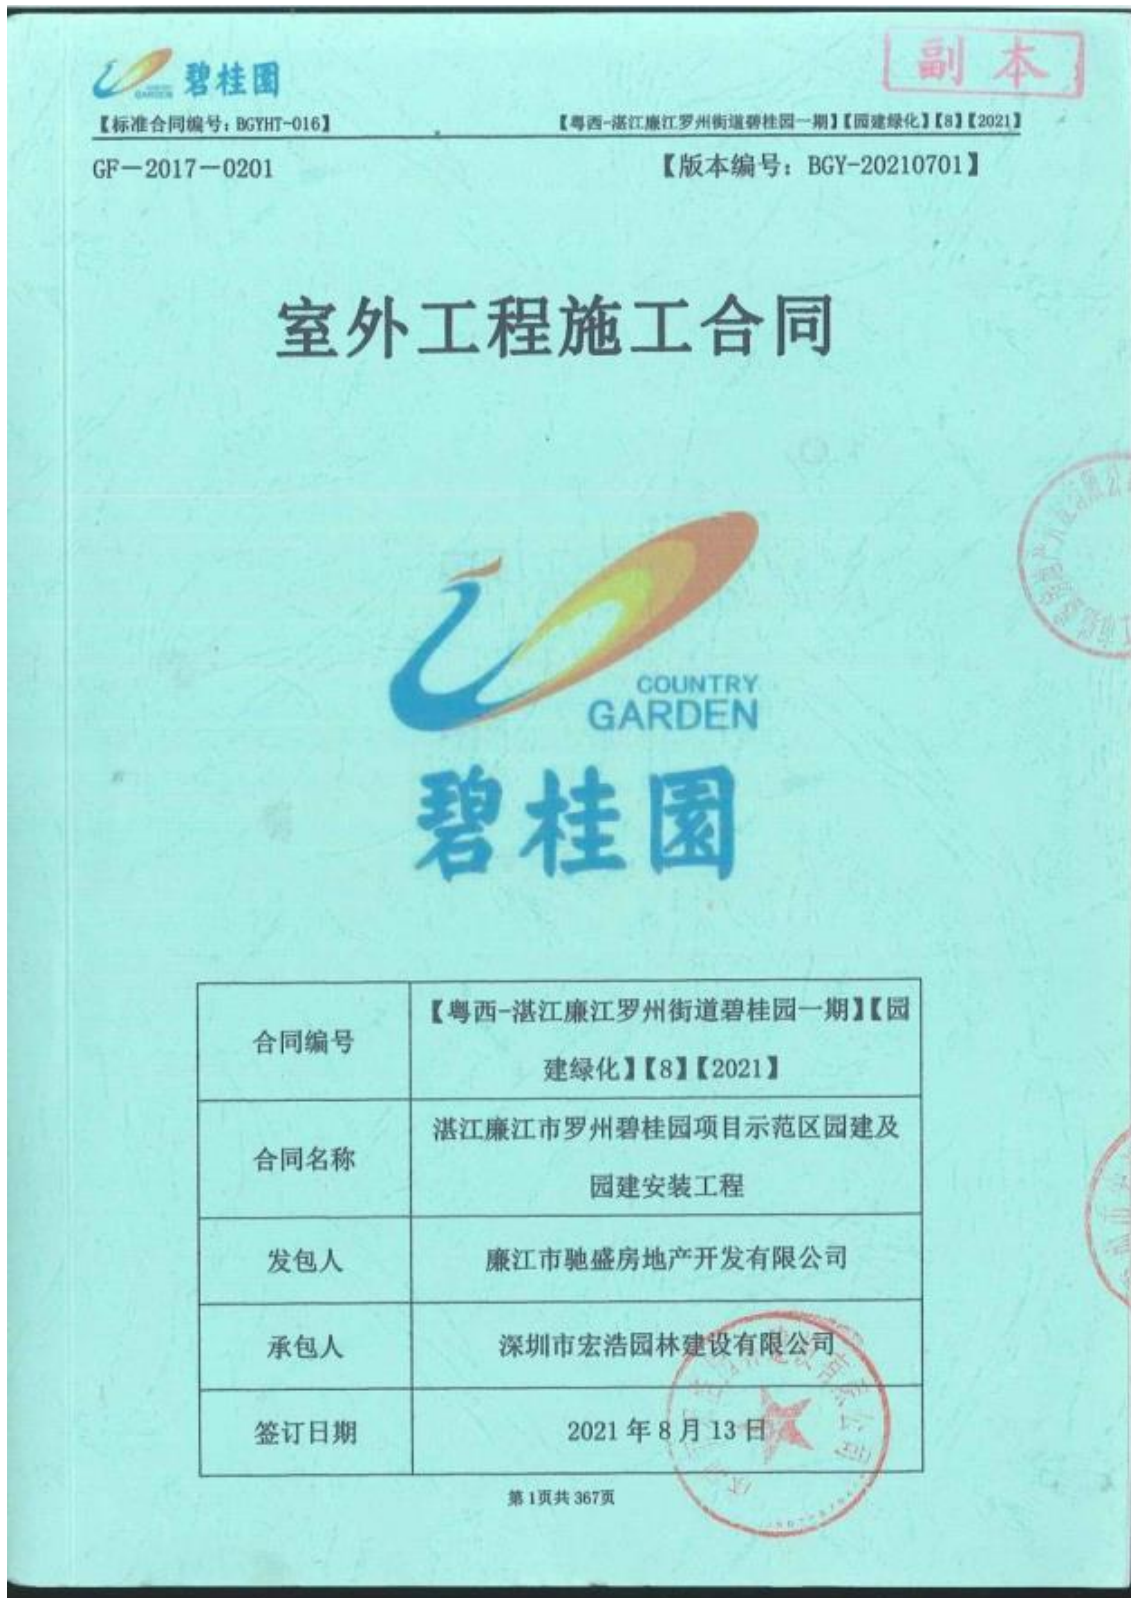 副本
COUNTRY
GARDEN
碧桂園
【标准合同编号：BGYHT-016】
【粤西-湛江廉江罗州街道碧桂园一期】【园建绿化】【8】【2021】
GF—2017—0201
【版本编号：BGY-20210701】
室外工程施工合同
COUNTRY
GARDEN
碧桂園
合同编号
【粤西-湛江廉江罗州街道碧桂园一期】【园
建绿化】【8】【2021】
合同名称
湛江廉江市罗州碧桂园项目示范区园建及
园建安装工程
发包人
廉江市驰盛房地产开发有限公司
承包人
深圳市宏浩园林建设有限公司
签订日期
2021 年 8 月 13 日
第 1页共 367页